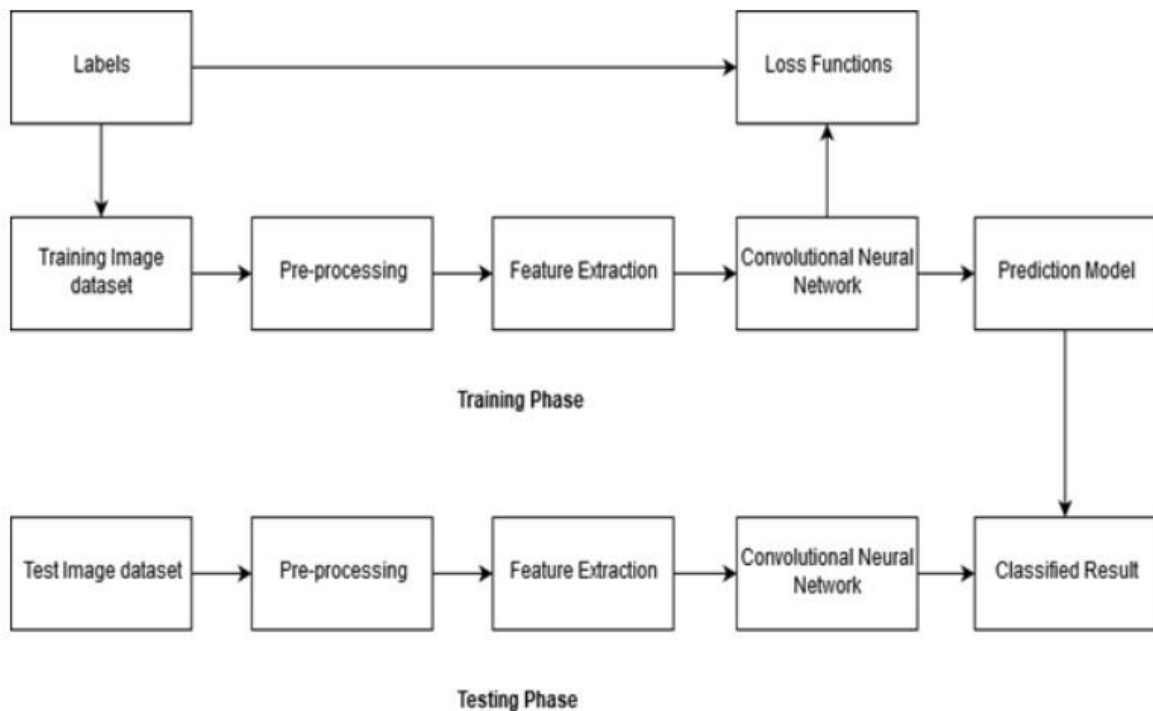 Labels
Loss Functions
Training Image
dataset
Pre-processing
Feature Extraction
Convolutional Neural
Network
Prediction Model
Training Phase
Test Image dataset
Pre-processing
Feature Extraction
Convolutional Neural
Network
Classified Result
Testing Phase